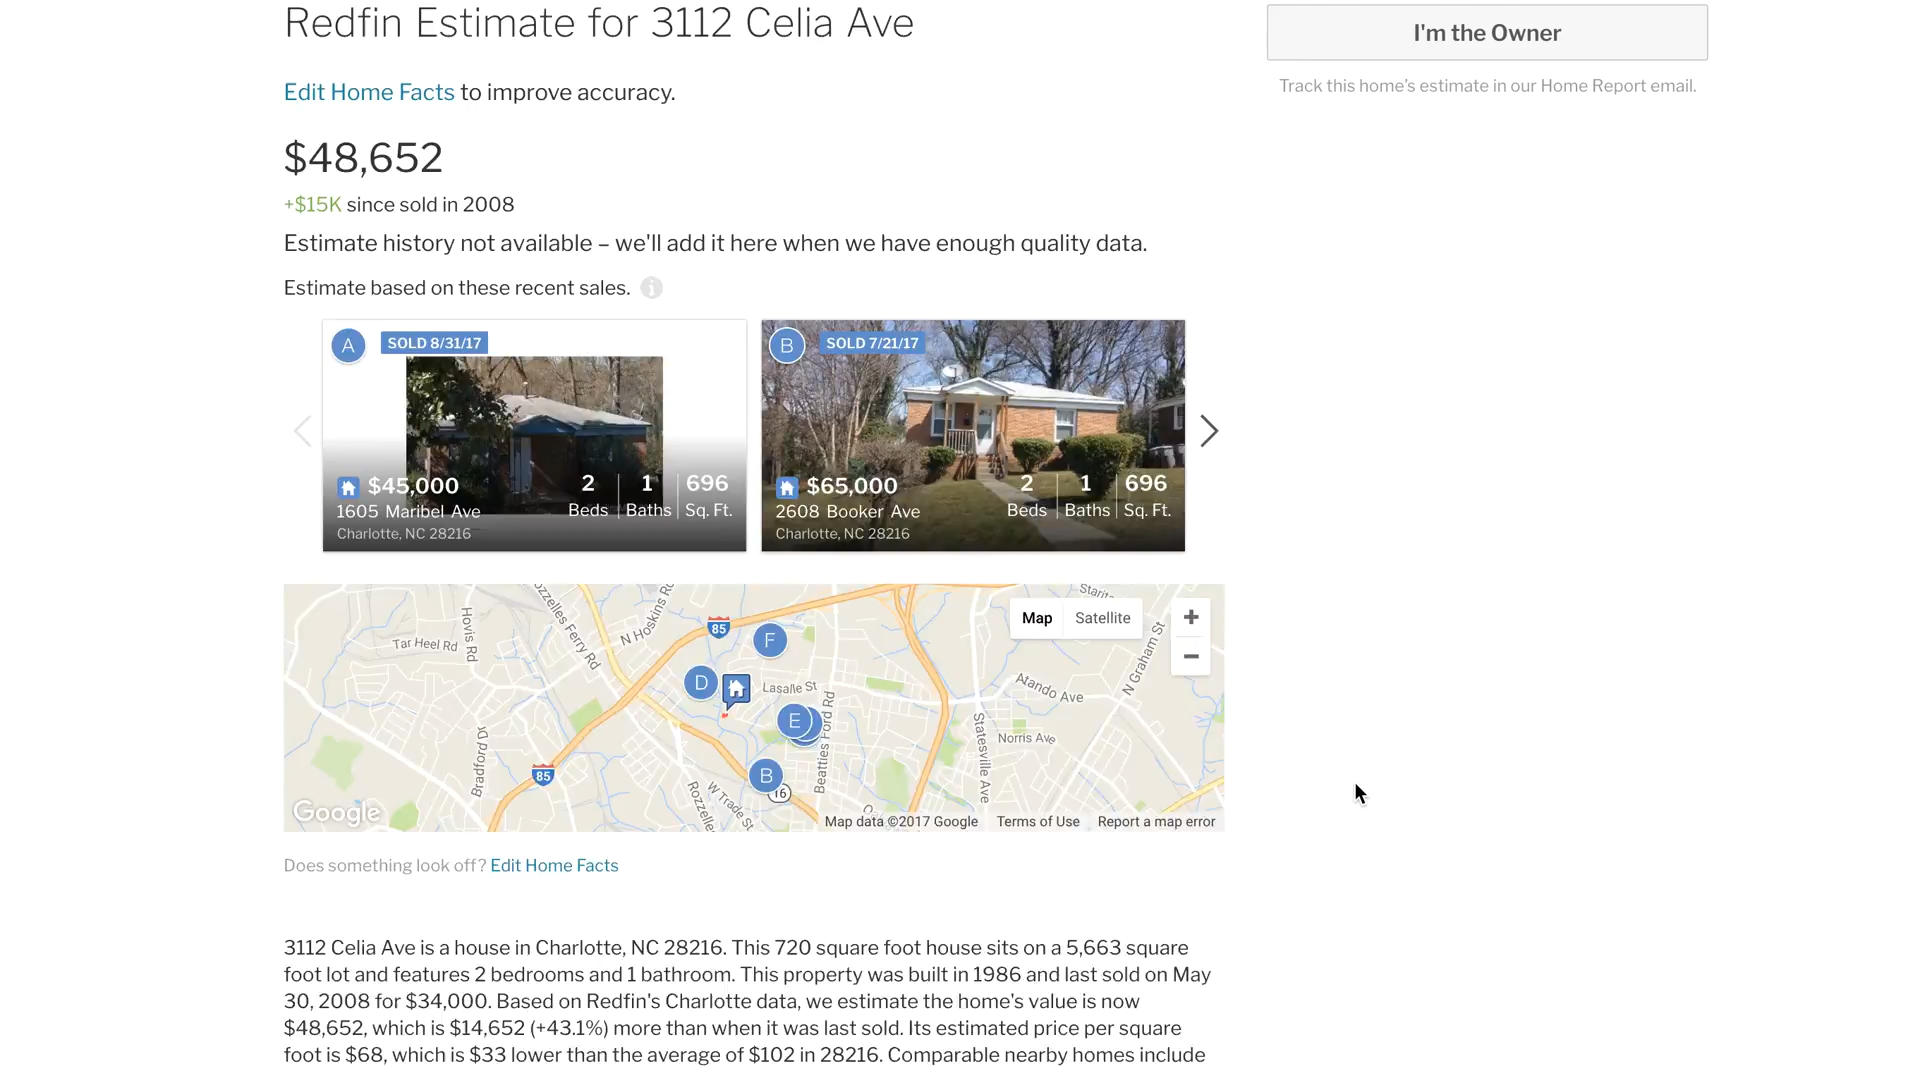 Redfin Estimate for 3112 Celia Ave
I'm the Owner
Track this home's estimate in our Home Report email.
Edit Home Facts to improve accuracy.
$48,652
+$15K since sold in 2008
Estimate history not available – we'll add it here when we have enough quality data.
Estimate based on these recent sales. i
A SOLD 8/31/17
$45,000
1605 Maribel Ave
Charlotte, NC 28216
2 1 696
Beds Baths Sq. Ft.
B SOLD 7/21/17
$65,000
2608 Booker Ave
Charlotte, NC 28216
2 1 696
Beds Baths Sq. Ft.
Map Satellite
+
−
Hovis Rd
Tar Heel Rd
Rozzelles Ferry Rd
N Hoskins Rd
85
F
D
Lasalle St
E
Beatties Ford Rd
B
16
Bradford Dr
85
W Trade St
Statesville Ave
Norris Ave
Atando Ave
N Graham St
Google
Map data ©2017 Google Terms of Use Report a map error
Does something look off? Edit Home Facts
3112 Celia Ave is a house in Charlotte, NC 28216. This 720 square foot house sits on a 5,663 square
foot lot and features 2 bedrooms and 1 bathroom. This property was built in 1986 and last sold on May
30, 2008 for $34,000. Based on Redfin's Charlotte data, we estimate the home's value is now
$48,652, which is $14,652 (+43.1%) more than when it was last sold. Its estimated price per square
foot is $68, which is $33 lower than the average of $102 in 28216. Comparable nearby homes include